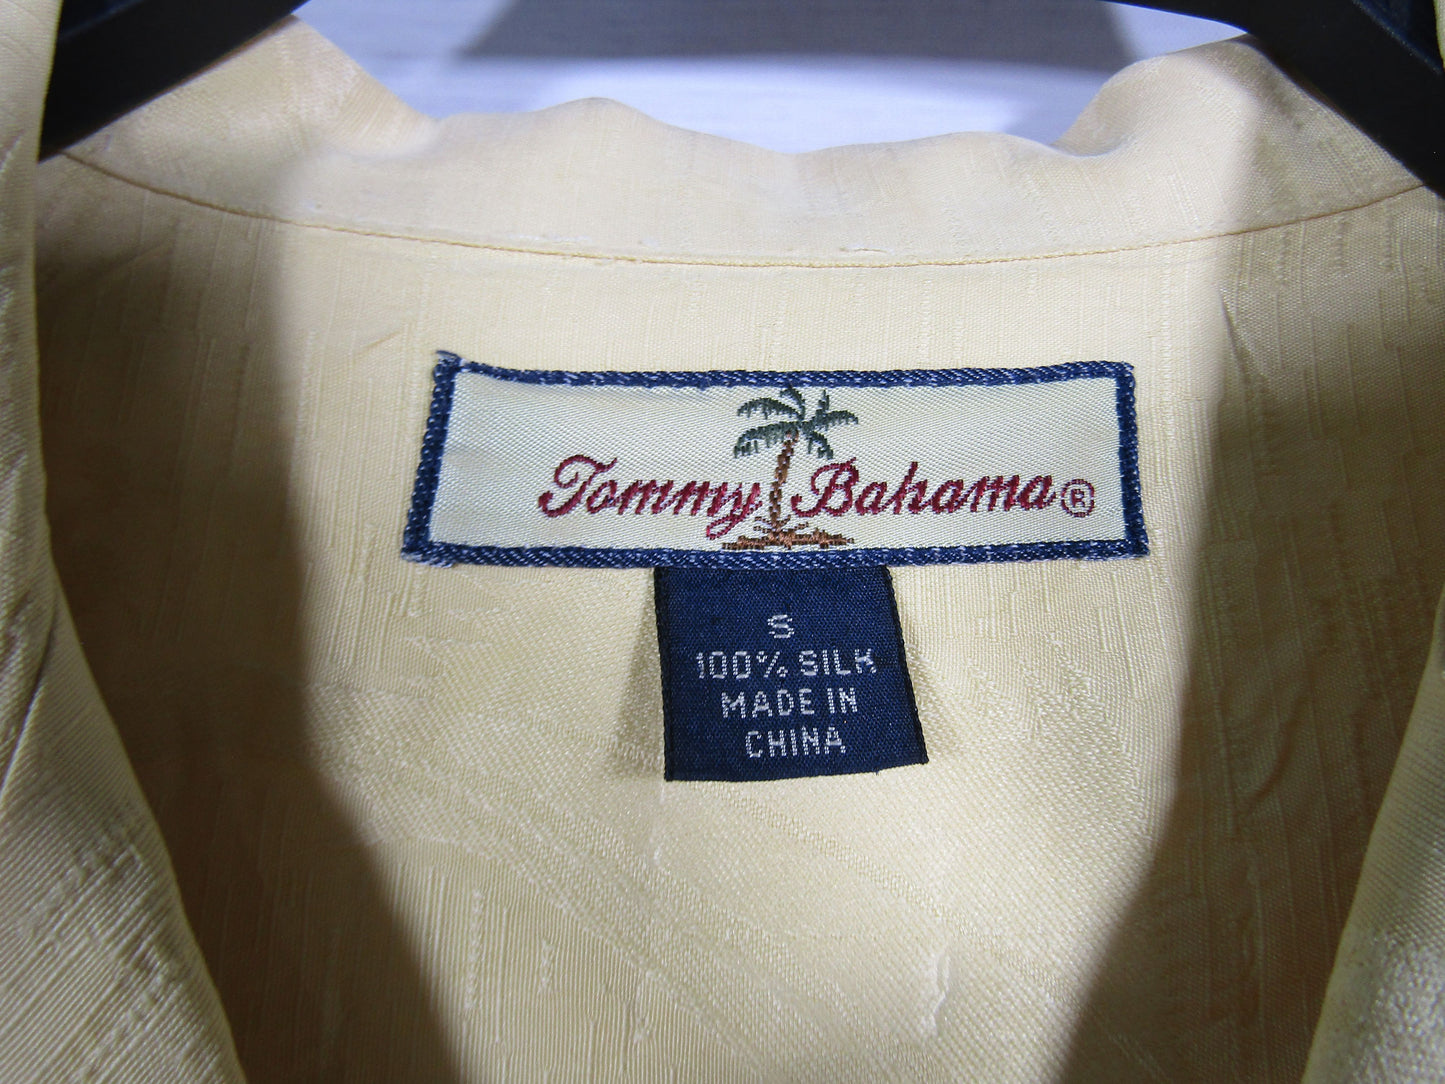 Tommy Bahama®
S
100% SILK
MADE IN
CHINA